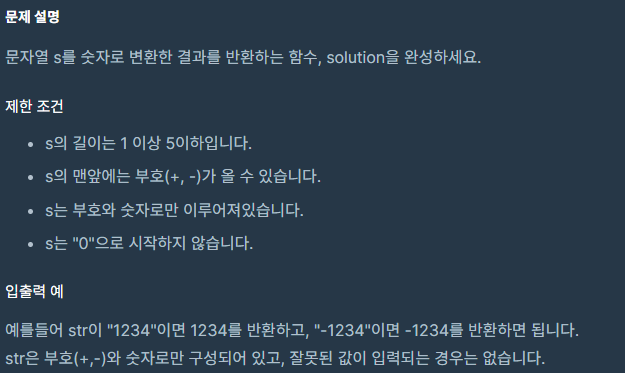 문제 설명
문자열 s를 숫자로 변환한 결과를 반환하는 함수, solution을 완성하세요.
제한 조건
• s의 길이는 1 이상 5이하입니다.
• s의 맨앞에는 부호(+, -)가 올 수 있습니다.
• s는 부호와 숫자로만 이루어져있습니다.
• s는 "0"으로 시작하지 않습니다.
입출력 예
예를들어 str이 "1234"이면 1234를 반환하고, "-1234"이면 -1234를 반환하면 됩니다.
str은 부호(+,-)와 숫자로만 구성되어 있고, 잘못된 값이 입력되는 경우는 없습니다.